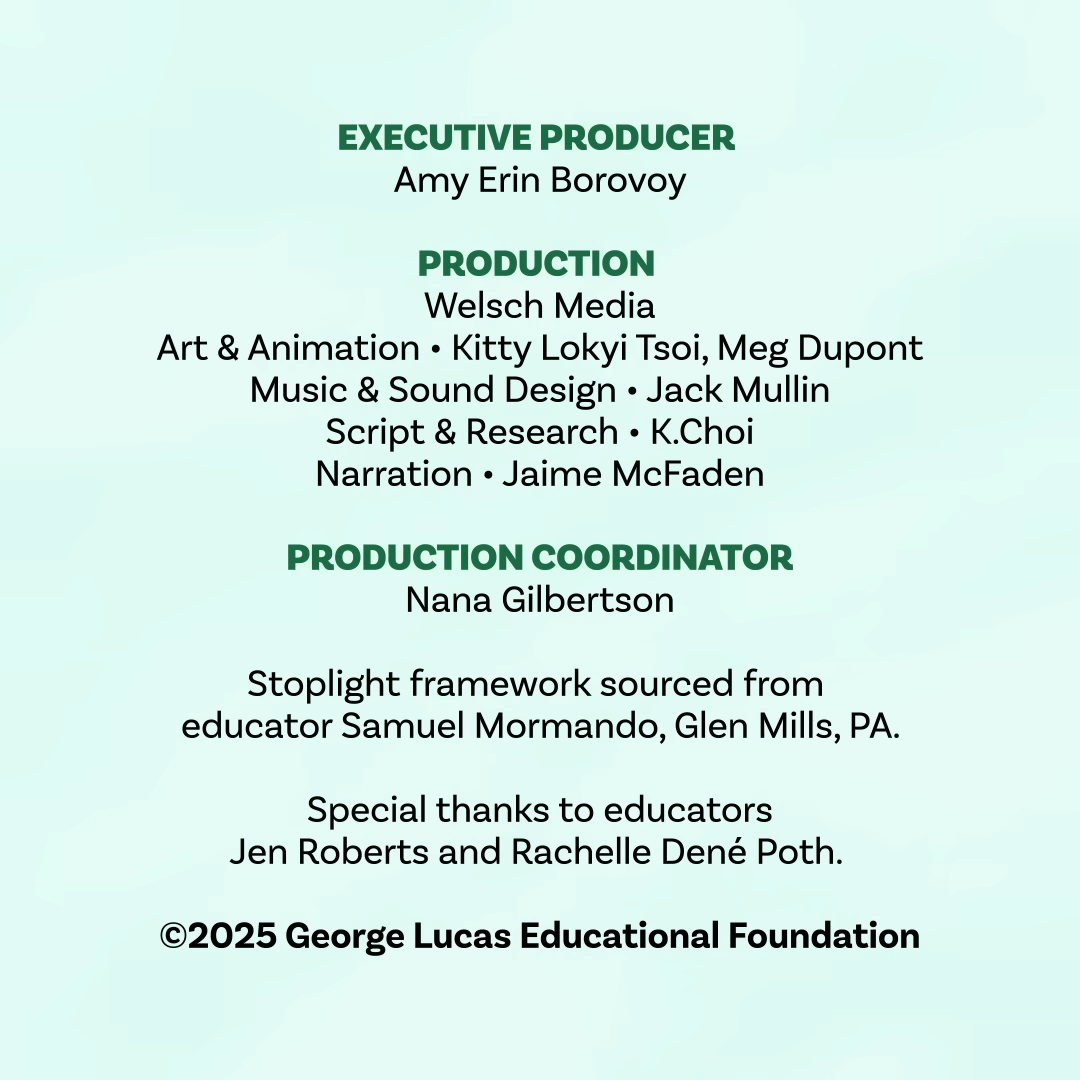 EXECUTIVE PRODUCER
Amy Erin Borovoy
PRODUCTION
Welsch Media
Art & Animation • Kitty Lokyi Tsoi, Meg Dupont
Music & Sound Design • Jack Mullin
Script & Research • K.Choi
Narration • Jaime McFaden
PRODUCTION COORDINATOR
Nana Gilbertson
Stoplight framework sourced from
educator Samuel Mormando, Glen Mills, PA.
Special thanks to educators
Jen Roberts and Rachelle Dené Poth.
©2025 George Lucas Educational Foundation